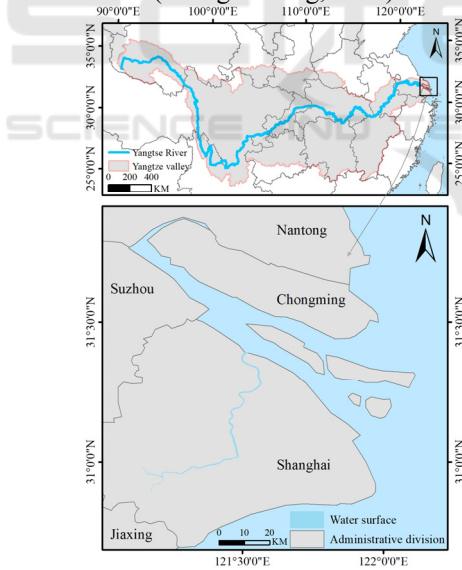 90°0'0"E 100°0'0"E 110°0'0"E 120°0'0"E
N
35°0'0"N
30°0'0"N
25°0'0"N
Yangtse River
Yangtze valley
0 200 400
KM
N
Nantong
Suzhou
Chongming
31°30'0"N
31°0'0"N
Shanghai
Jiaxing
Water surface
Administrative division
0 10 20
KM
121°30'0"E 122°0'0"E